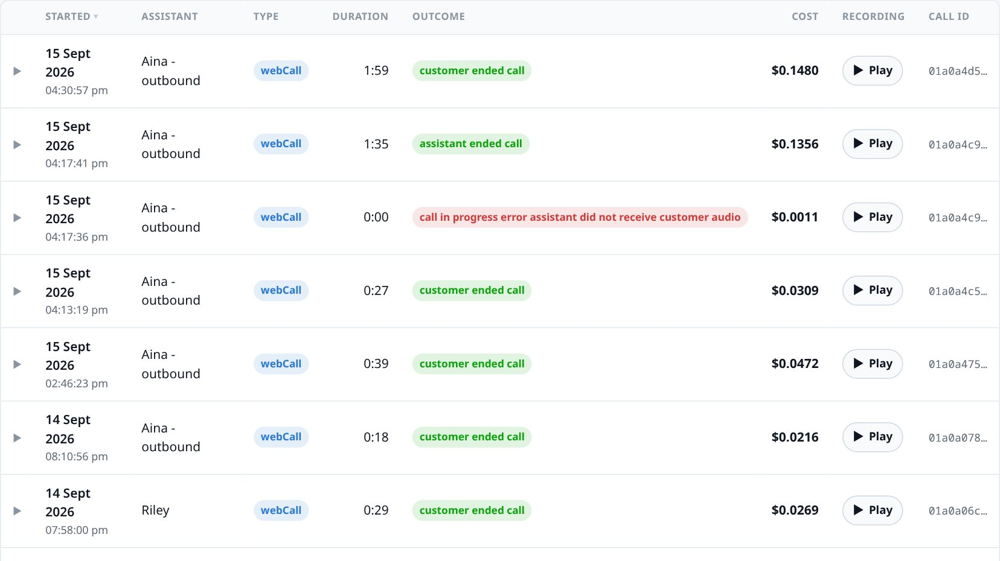 STARTED ▾ ASSISTANT TYPE DURATION OUTCOME COST RECORDING CALL ID
15 Sept
2026
04:30:57 pm
Aina -
outbound
webCall 1:59 customer ended call $0.1480 ▶ Play 01a0a4d5…
15 Sept
2026
04:17:41 pm
Aina -
outbound
webCall 1:35 assistant ended call $0.1356 ▶ Play 01a0a4c9…
15 Sept
2026
04:17:36 pm
Aina -
outbound
webCall 0:00 call in progress error assistant did not receive customer audio $0.0011 ▶ Play 01a0a4c9…
15 Sept
2026
04:13:19 pm
Aina -
outbound
webCall 0:27 customer ended call $0.0309 ▶ Play 01a0a4c5…
15 Sept
2026
02:46:23 pm
Aina -
outbound
webCall 0:39 customer ended call $0.0472 ▶ Play 01a0a475…
14 Sept
2026
08:10:56 pm
Aina -
outbound
webCall 0:18 customer ended call $0.0216 ▶ Play 01a0a078…
14 Sept
2026
07:58:00 pm
Riley
webCall 0:29 customer ended call $0.0269 ▶ Play 01a0a06c…